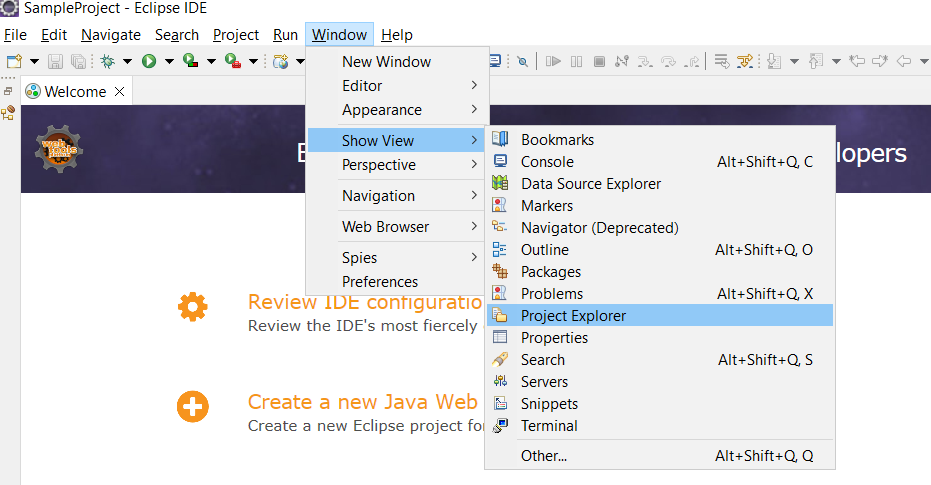 SampleProject - Eclipse IDE
File Edit Navigate Search Project Run Window Help
Welcome
New Window
Editor
Appearance
Show View
Perspective
Navigation
Web Browser
Spies
Preferences
Bookmarks
Console Alt+Shift+Q, C
Data Source Explorer
Markers
Navigator (Deprecated)
Outline Alt+Shift+Q, O
Packages
Problems Alt+Shift+Q, X
Project Explorer
Properties
Search Alt+Shift+Q, S
Servers
Snippets
Terminal
Other... Alt+Shift+Q, Q
web
tools
E lopers
Review IDE configuratio
Review the IDE's most fiercely
Create a new Java Web
Create a new Eclipse project fo